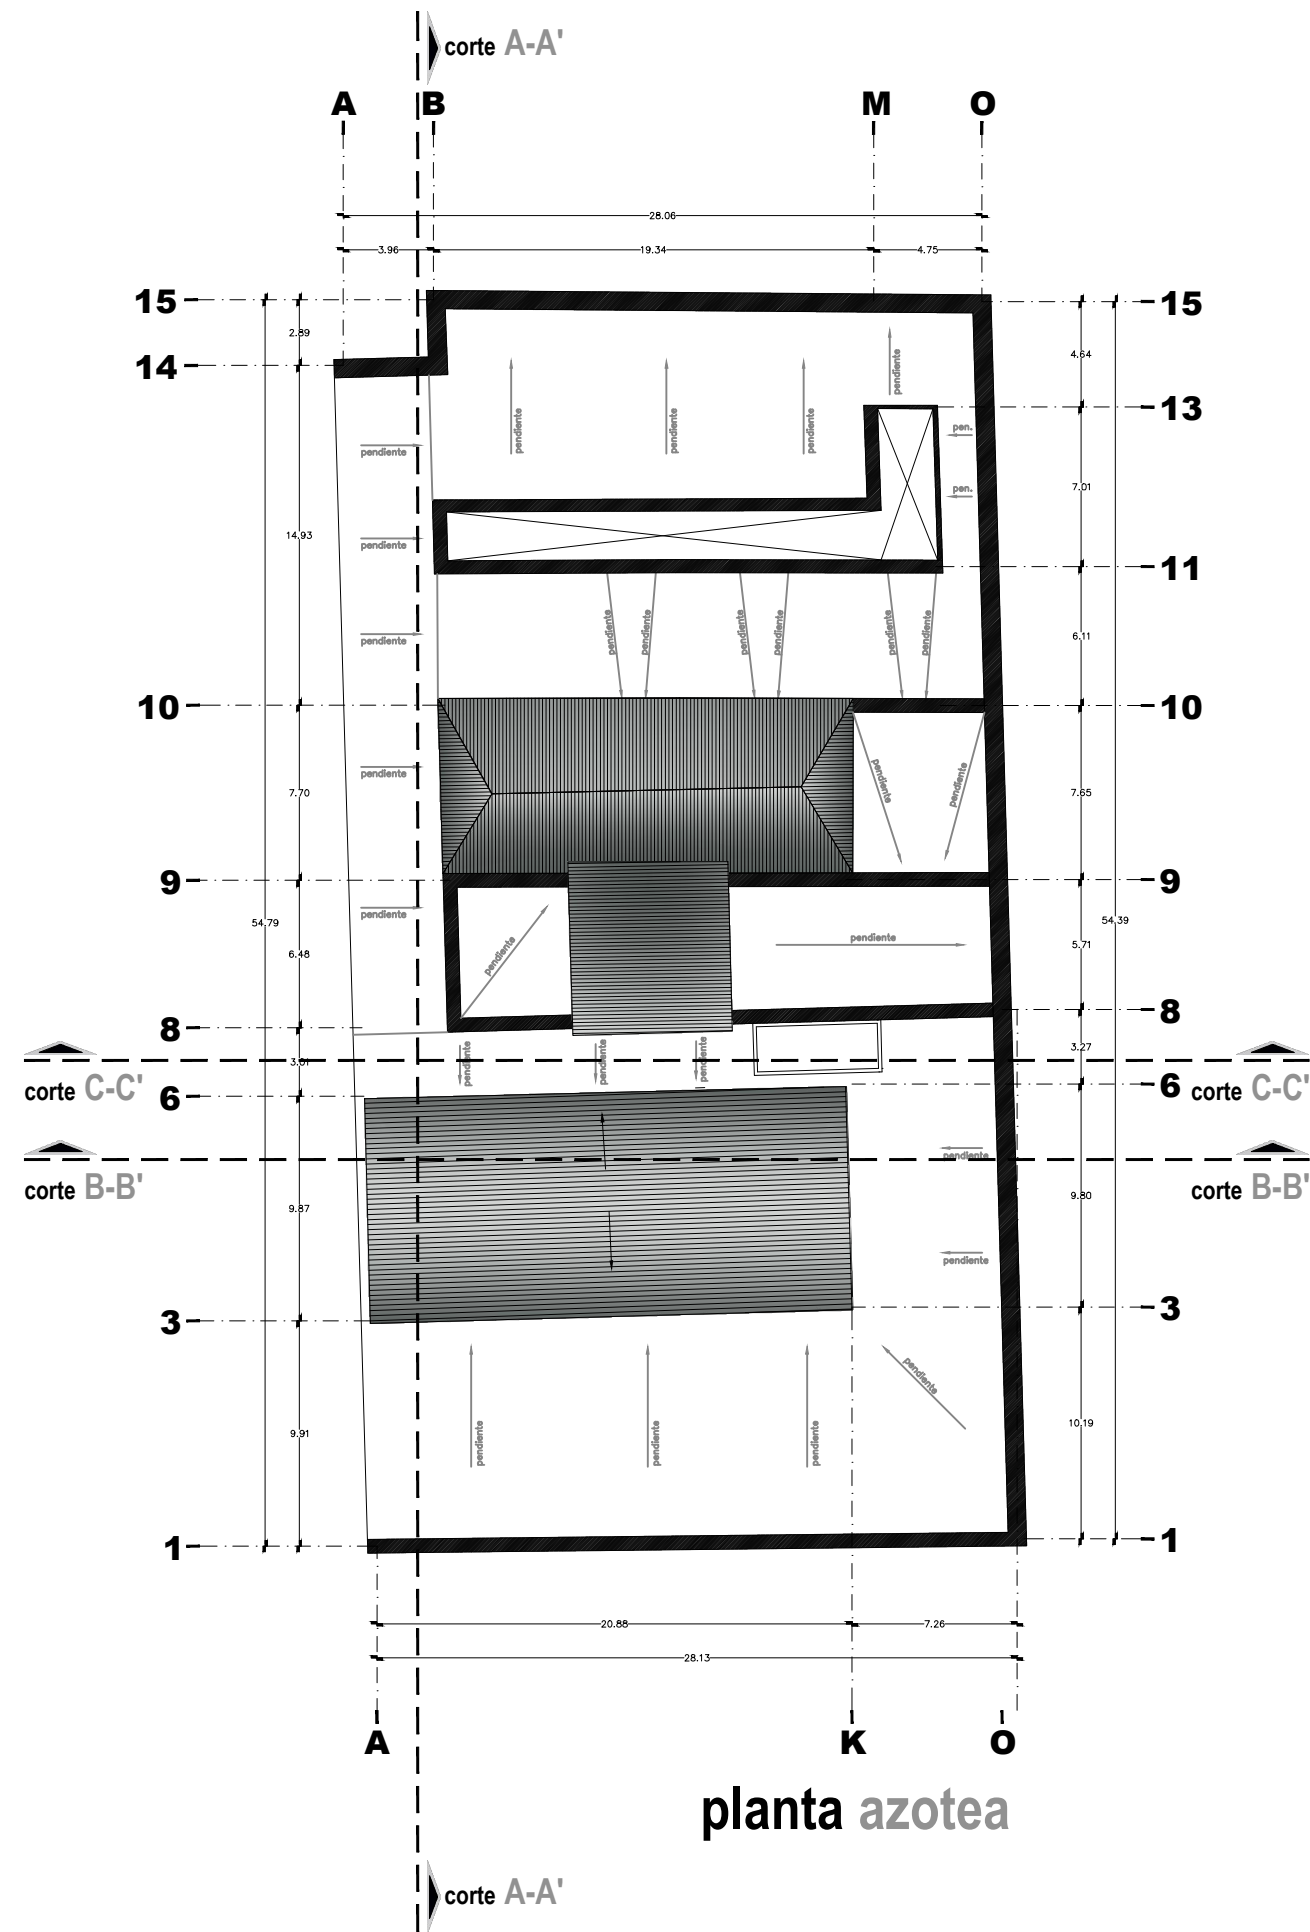 corte A-A'
A B M O
28.06
3.96 19.34 4.75
15 15
2.89
14
4.64
13
pendiente
pendiente
pendiente
pendiente
pen.
pendiente
7.01
pen.
14.93
pendiente
11
pendiente
pendiente
pendiente
pendiente
pendiente
pendiente
pendiente
6.11
10 10
pendiente
pendiente
pendiente
7.70
7.65
9 9
pendiente
54.79
54.39
pendiente
pendiente
6.48
5.71
8 8
3.27
pendiente
pendiente
pendiente
corte C-C'
6 6
corte C-C'
pendiente
corte B-B'
corte B-B'
9.87
9.80
pendiente
3 3
pendiente
pendiente
pendiente
pendiente
9.91
10.19
1 1
20.88 7.26
28.13
A K O
planta azotea
corte A-A'